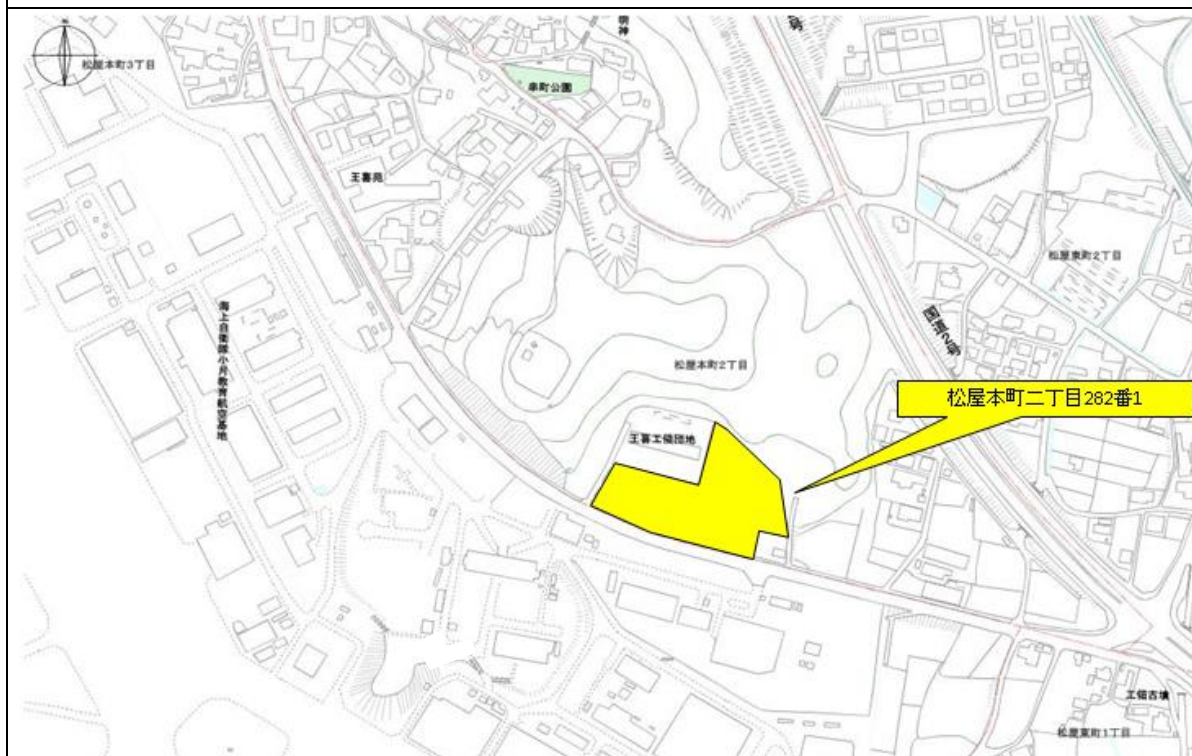 明神
松屋本町3丁目
串町公園
王喜苑
松屋東町2丁目
海上自衛隊小月教育航空基地
国道2号
松屋本町2丁目
松屋本町二丁目282番1
王喜工領団地
工領古墳
松屋東町1丁目